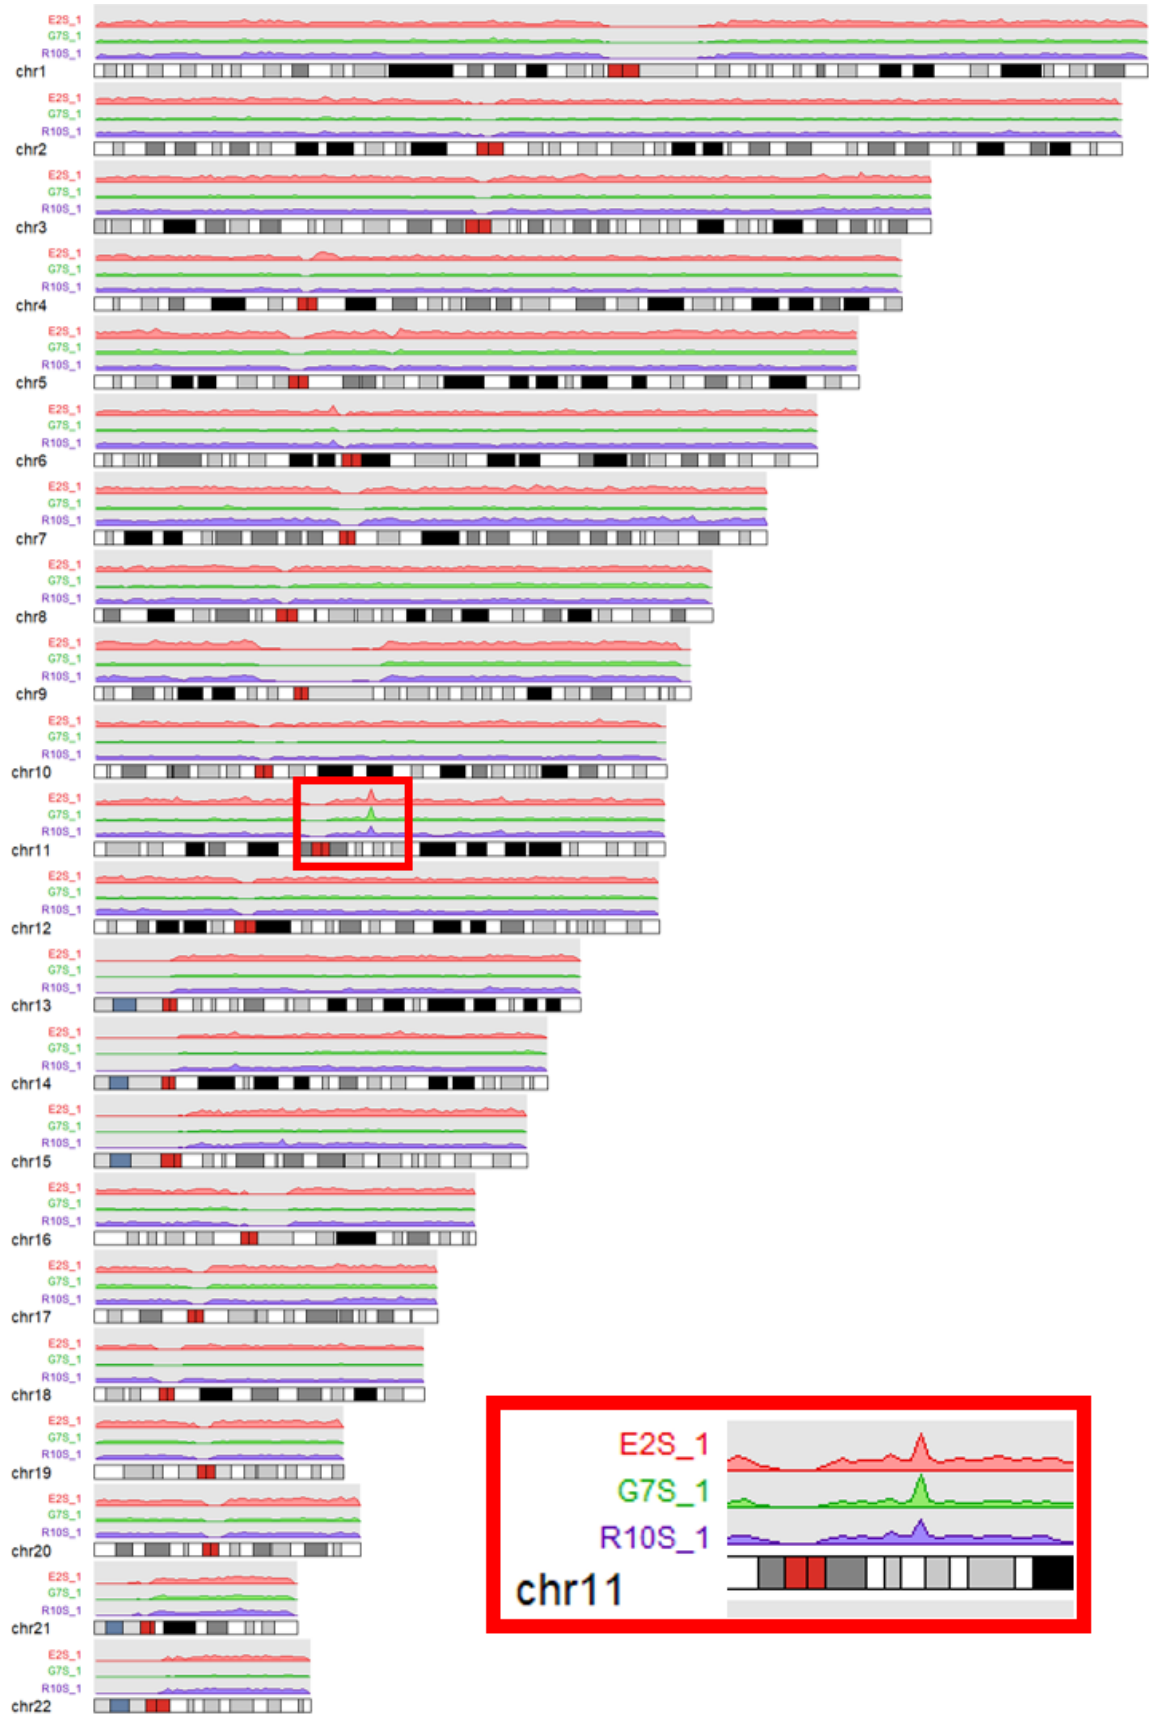 E2S_1
G7S_1
R10S_1
chr1
E2S_1
G7S_1
R10S_1
chr2
E2S_1
G7S_1
R10S_1
chr3
E2S_1
G7S_1
R10S_1
chr4
E2S_1
G7S_1
R10S_1
chr5
E2S_1
G7S_1
R10S_1
chr6
E2S_1
G7S_1
R10S_1
chr7
E2S_1
G7S_1
R10S_1
chr8
E2S_1
G7S_1
R10S_1
chr9
E2S_1
G7S_1
R10S_1
chr10
E2S_1
G7S_1
R10S_1
chr11
E2S_1
G7S_1
R10S_1
chr12
E2S_1
G7S_1
R10S_1
chr13
E2S_1
G7S_1
R10S_1
chr14
E2S_1
G7S_1
R10S_1
chr15
E2S_1
G7S_1
R10S_1
chr16
E2S_1
G7S_1
R10S_1
chr17
E2S_1
G7S_1
R10S_1
chr18
E2S_1
G7S_1
R10S_1
chr19
E2S_1
G7S_1
R10S_1
chr20
E2S_1
G7S_1
R10S_1
chr21
E2S_1
G7S_1
R10S_1
chr22
E2S_1
G7S_1
R10S_1
chr11